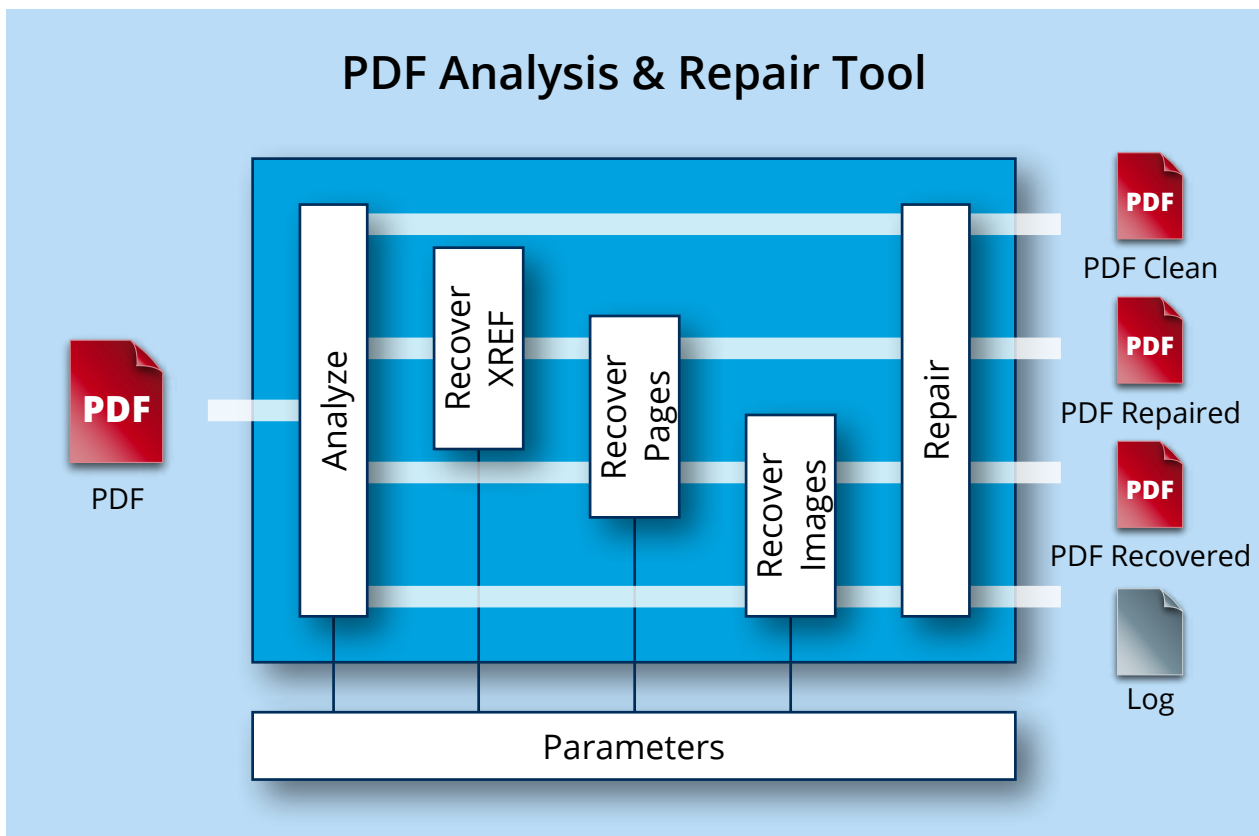 PDF Analysis & Repair Tool
PDF
PDF
Analyze
Recover
XREF
Recover
Pages
Recover
Images
Repair
PDF
PDF Clean
PDF
PDF Repaired
PDF
PDF Recovered
Log
Parameters